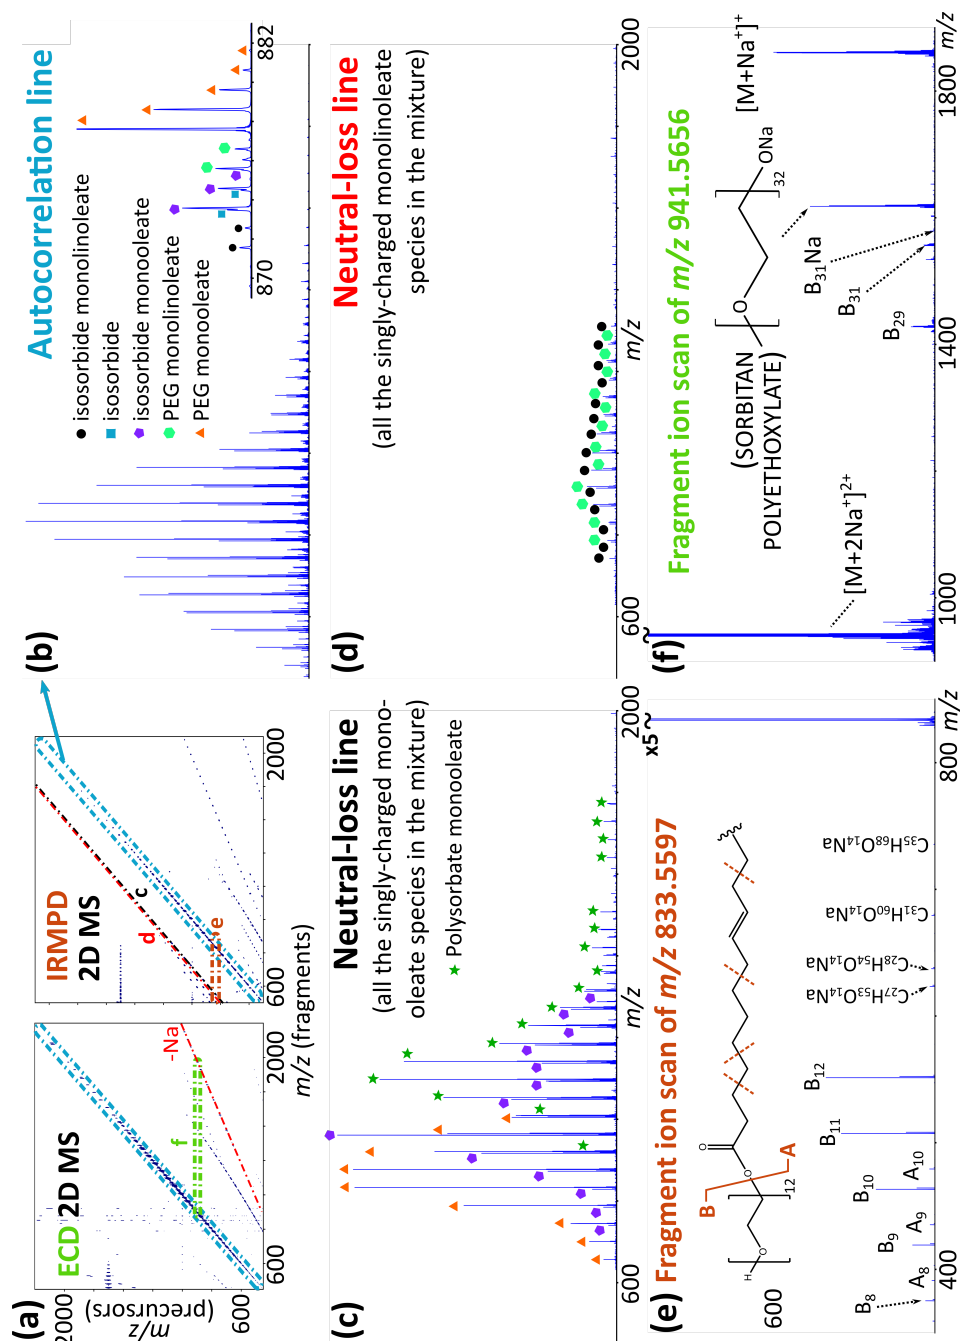 (a)
ECD 2D MS
IRMPD
2D MS
f
-Na
d
c
e
2000
m/z
(precursors)
600
600
2000
600
2000
m/z (fragments)
(b)
Autocorrelation line
isosorbide monolinoleate
isosorbide
isosorbide monooleate
PEG monolinoleate
PEG monooleate
870
882
(c)
Neutral-loss line
(all the singly-charged mono-
oleate species in the mixture)
Polysorbate monooleate
600
m/z
2000
(d)
Neutral-loss line
(all the singly-charged monolinoleate
species in the mixture)
600
m/z
2000
(e) Fragment ion scan of m/z 833.5597
x5
B
A
H
O
12
O
O
B8
A8
B9
A9
B10
A10
B11
B12
C27H53O14Na
C28H54O14Na
C31H60O14Na
C35H68O14Na
400
600
800
m/z
(f)
Fragment ion scan of m/z 941.5656
[M+2Na+]2+
(SORBITAN
POLYETHOXYLATE)
O
32
ONa
[M+Na+]+
B29
B31
B31Na
1000
1400
1800
m/z